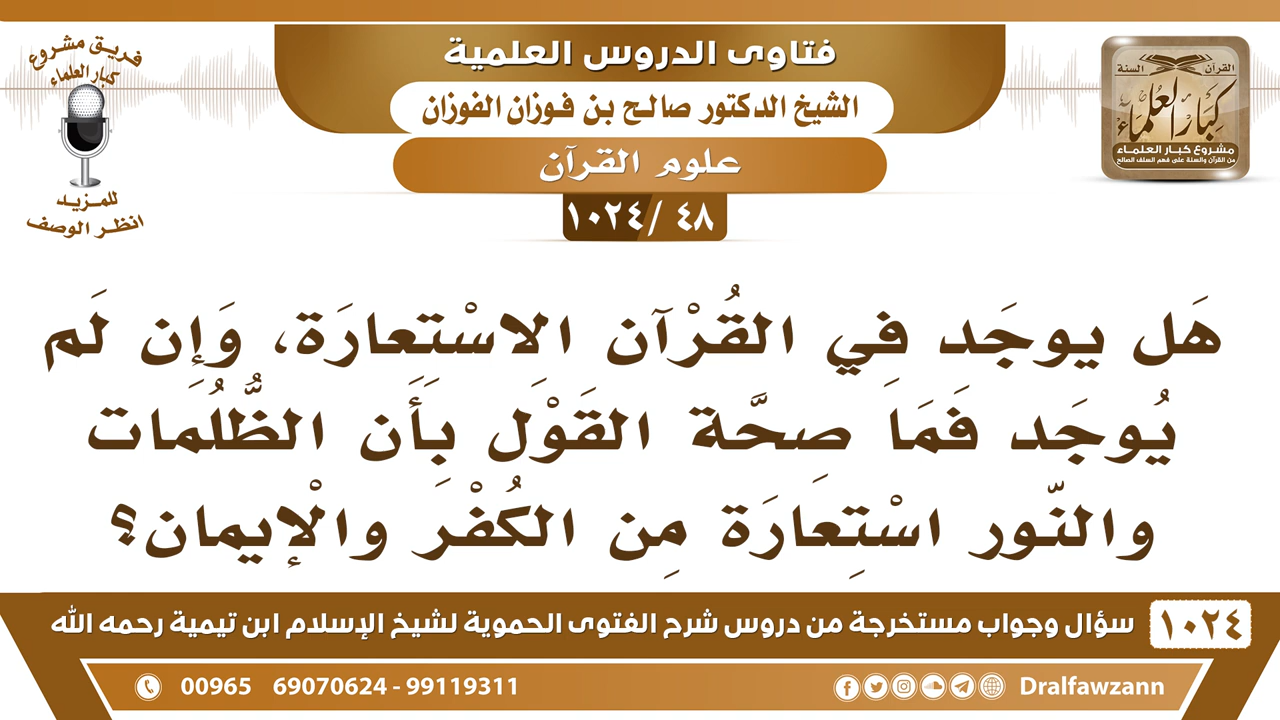 فريق مشروع
كبار العلماء
للمزيد
انظر الوصف
فتاوى الدروس العلمية
الشيخ الدكتور صالح بن فوزان الفوزان
علوم القرآن
٤٨ /١٠٢٤
القرآن السنة
كبار العلماء
مشروع كبار العلماء
من القرآن والسنة على فهم السلف الصالح
هَل يوجَد في القُرْآن الاسْتعارَة، وَإِن لَم
يُوجَد فَمَا صحَّة القَوْل بِأَن الظُّلُمَات
والنّور اسْتِعارَة مِن الكُفْر والْإيمان؟
سؤال وجواب مستخرجة من دروس شرح الفتوى الحموية لشيخ الإسلام ابن تيمية رحمه الله
١٠٢٤
00965 69070624 - 99119311
Dralfawzann